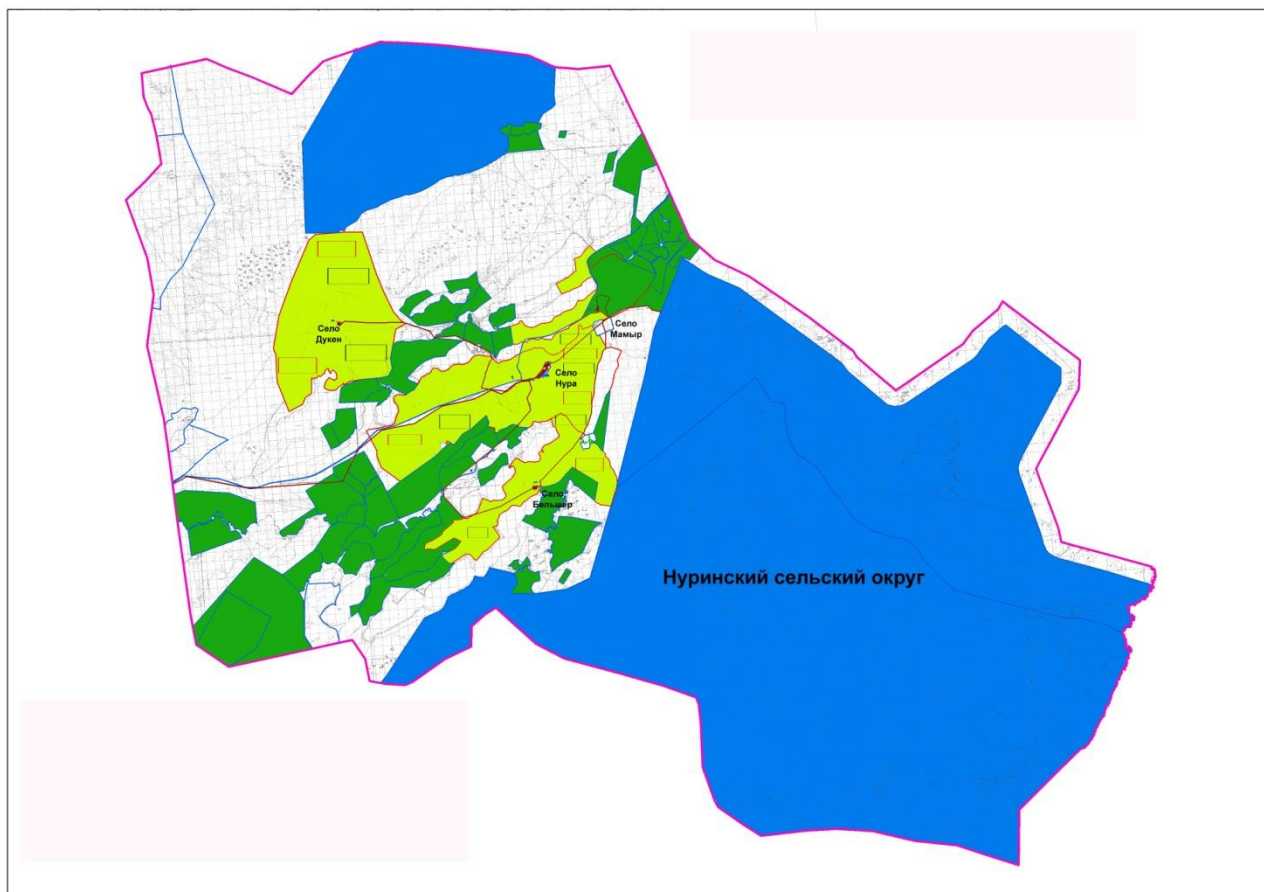 Село
Дукен
Село
Мамыр
Село
Нура
Село
Бельшер
Нуринский сельский округ